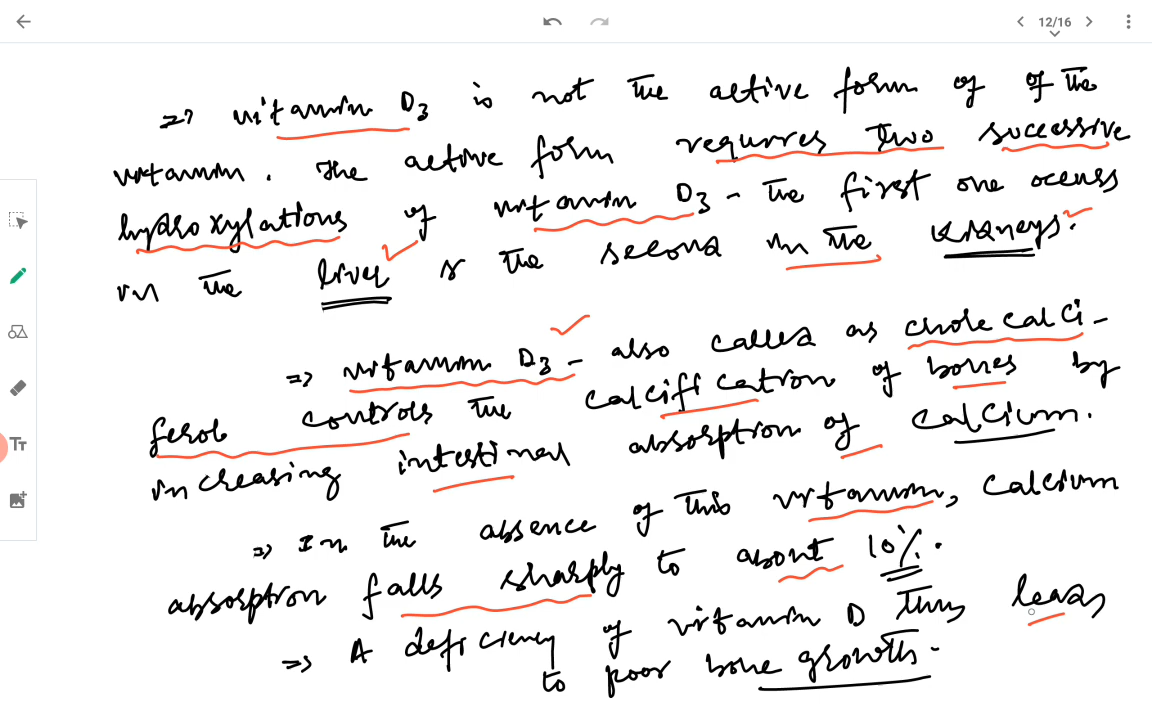 12/16
=> vitamin D3 is not the active form of of the
vitamin. The active form requires two successive
hydroxylations of vitamin D3 - the first one occurs
in the liver & the second in the kidneys.
=> vitamin D3 - also called as cholecalci-
ferol controls the calcification of bones by
increasing intestinal absorption of calcium.
=> In the absence of this vitamin, calcium
absorption falls sharply to about 10%.
=> A deficiency of vitamin D thus leads
to poor bone growth.
Tт